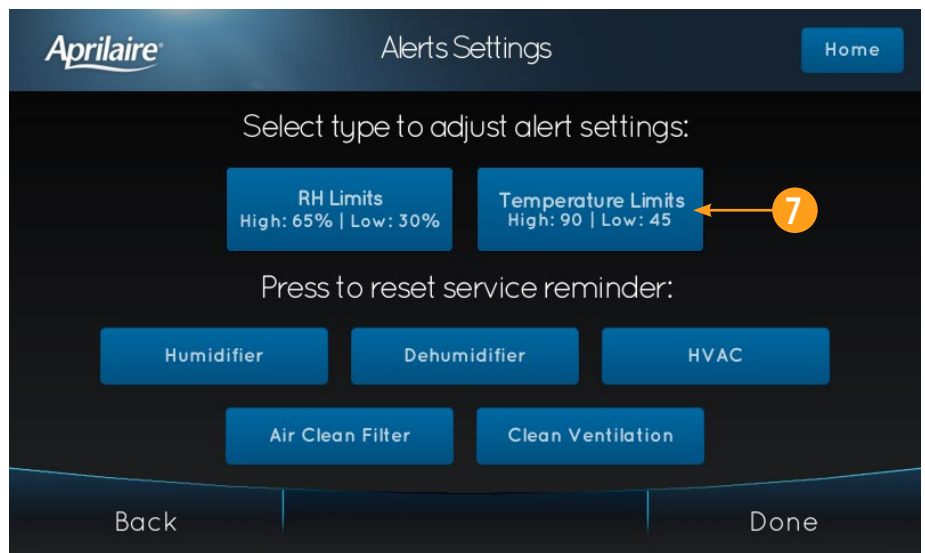 Aprilaire
Alerts Settings
Home
Select type to adjust alert settings:
RH Limits
High: 65% | Low: 30%
Temperature Limits
High: 90 | Low: 45
7
Press to reset service reminder:
Humidifier
Dehumidifier
HVAC
Air Clean Filter
Clean Ventilation
Back
Done